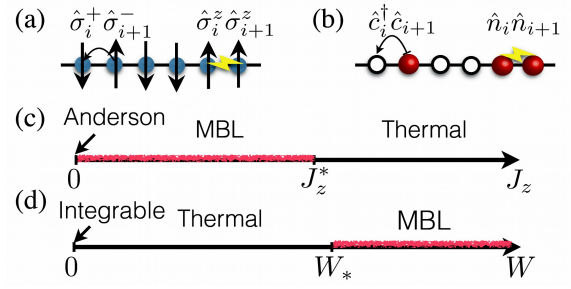 (a) σ̂ᵢ⁺σ̂ᵢ₊₁⁻ σ̂ᵢᶻσ̂ᵢ₊₁ᶻ
(b) ĉᵢ†ĉᵢ₊₁ n̂ᵢn̂ᵢ₊₁
(c) Anderson MBL Thermal
0 J_z^* J_z
(d) Integrable Thermal MBL
0 W_* W